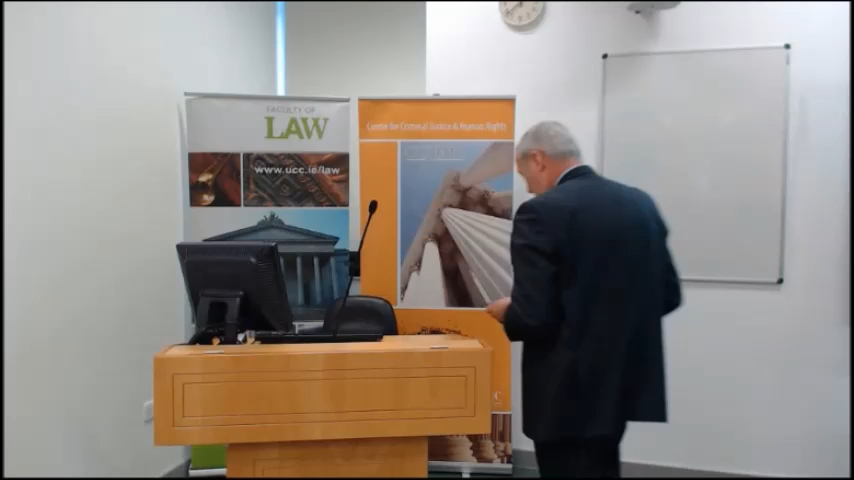 FACULTY OF
LAW
www.ucc.ie/law
Centre for Criminal Justice & Human Rights